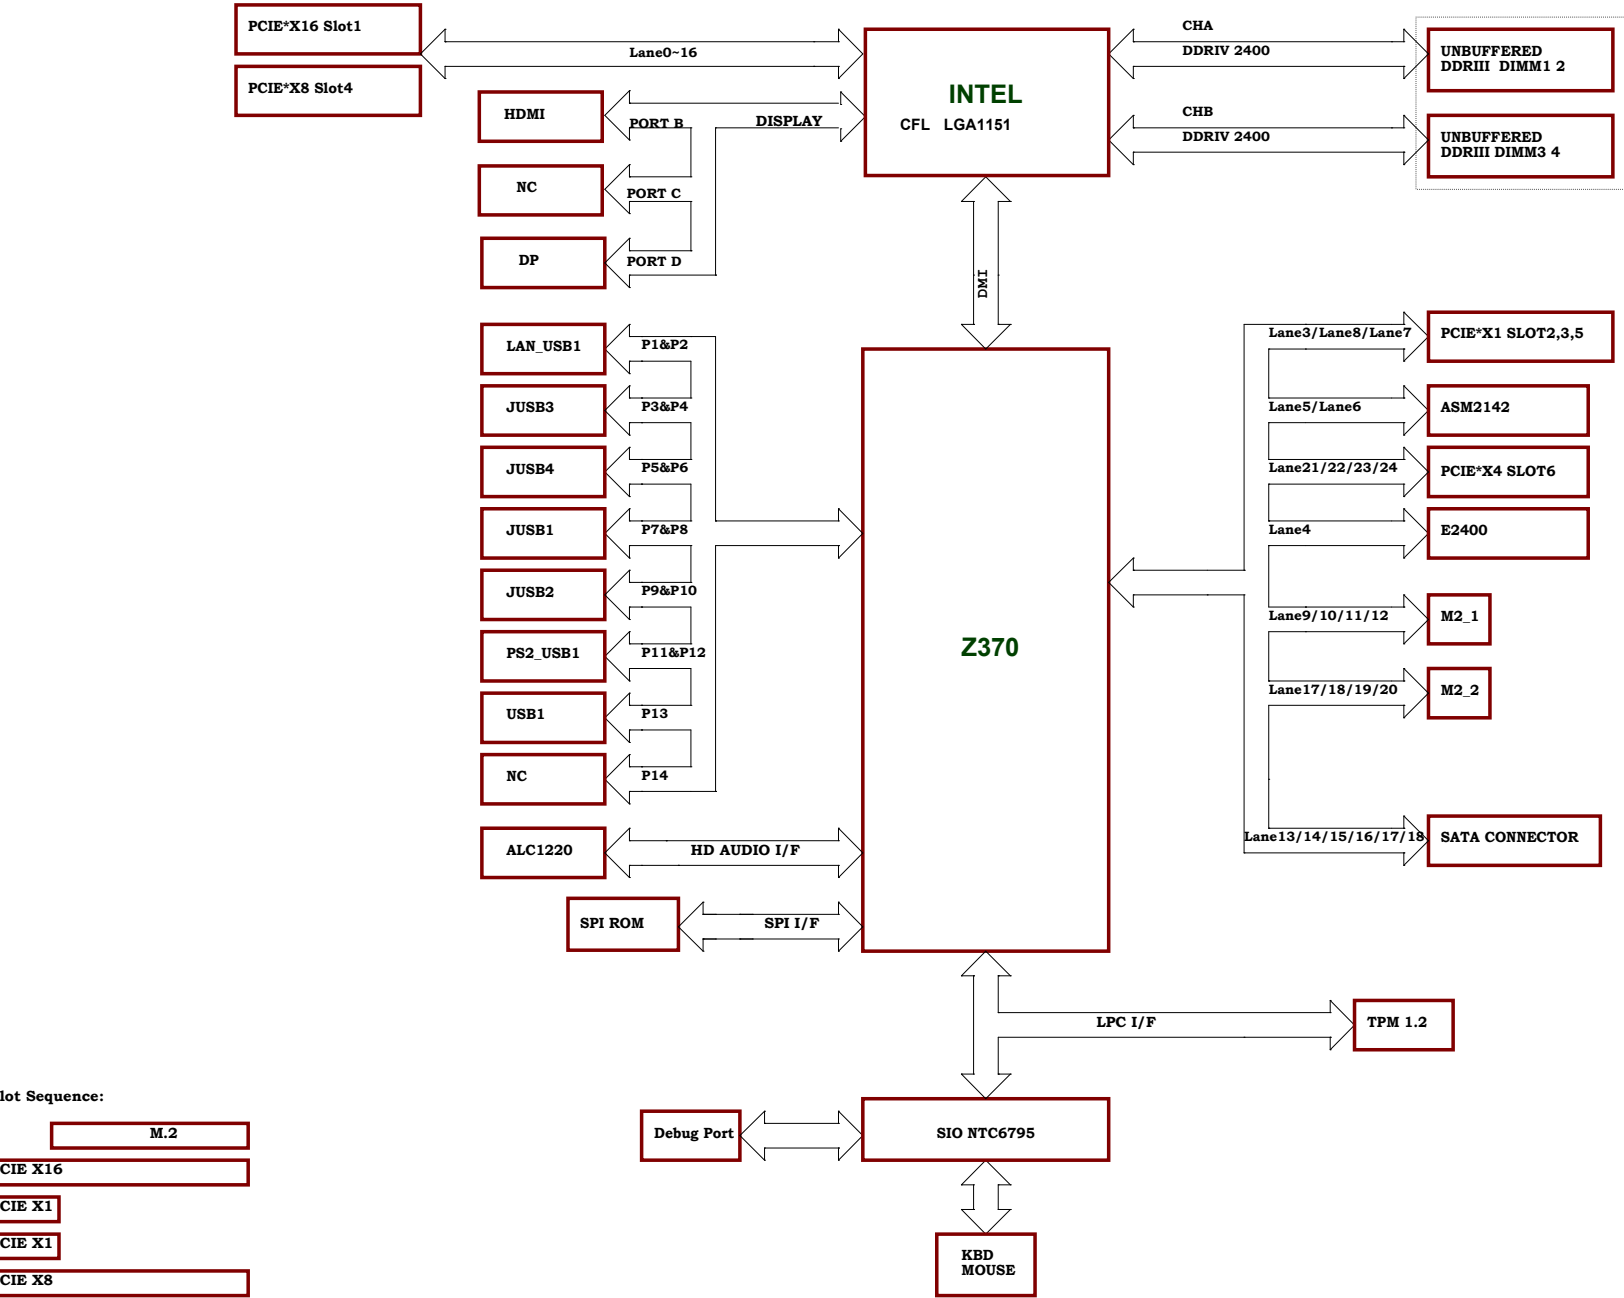 PCIE*X16 Slot1
PCIE*X8 Slot4
Lane0~16
HDMI
PORT B
DISPLAY
NC
PORT C
DP
PORT D
INTEL
CFL LGA1151
CHA
DDRIV 2400
CHB
DDRIV 2400
UNBUFFERED
DDRIII DIMM1 2
UNBUFFERED
DDRIII DIMM3 4
DMI
LAN_USB1
P1&P2
JUSB3
P3&P4
JUSB4
P5&P6
JUSB1
P7&P8
JUSB2
P9&P10
PS2_USB1
P11&P12
USB1
P13
NC
P14
ALC1220
HD AUDIO I/F
SPI ROM
SPI I/F
Z370
Lane3/Lane8/Lane7
PCIE*X1 SLOT2,3,5
Lane5/Lane6
ASM2142
Lane21/22/23/24
PCIE*X4 SLOT6
Lane4
E2400
Lane9/10/11/12
M2_1
Lane17/18/19/20
M2_2
Lane13/14/15/16/17/18
SATA CONNECTOR
LPC I/F
TPM 1.2
Debug Port
SIO NTC6795
KBD
MOUSE
lot Sequence:
M.2
CIE X16
CIE X1
CIE X1
CIE X8